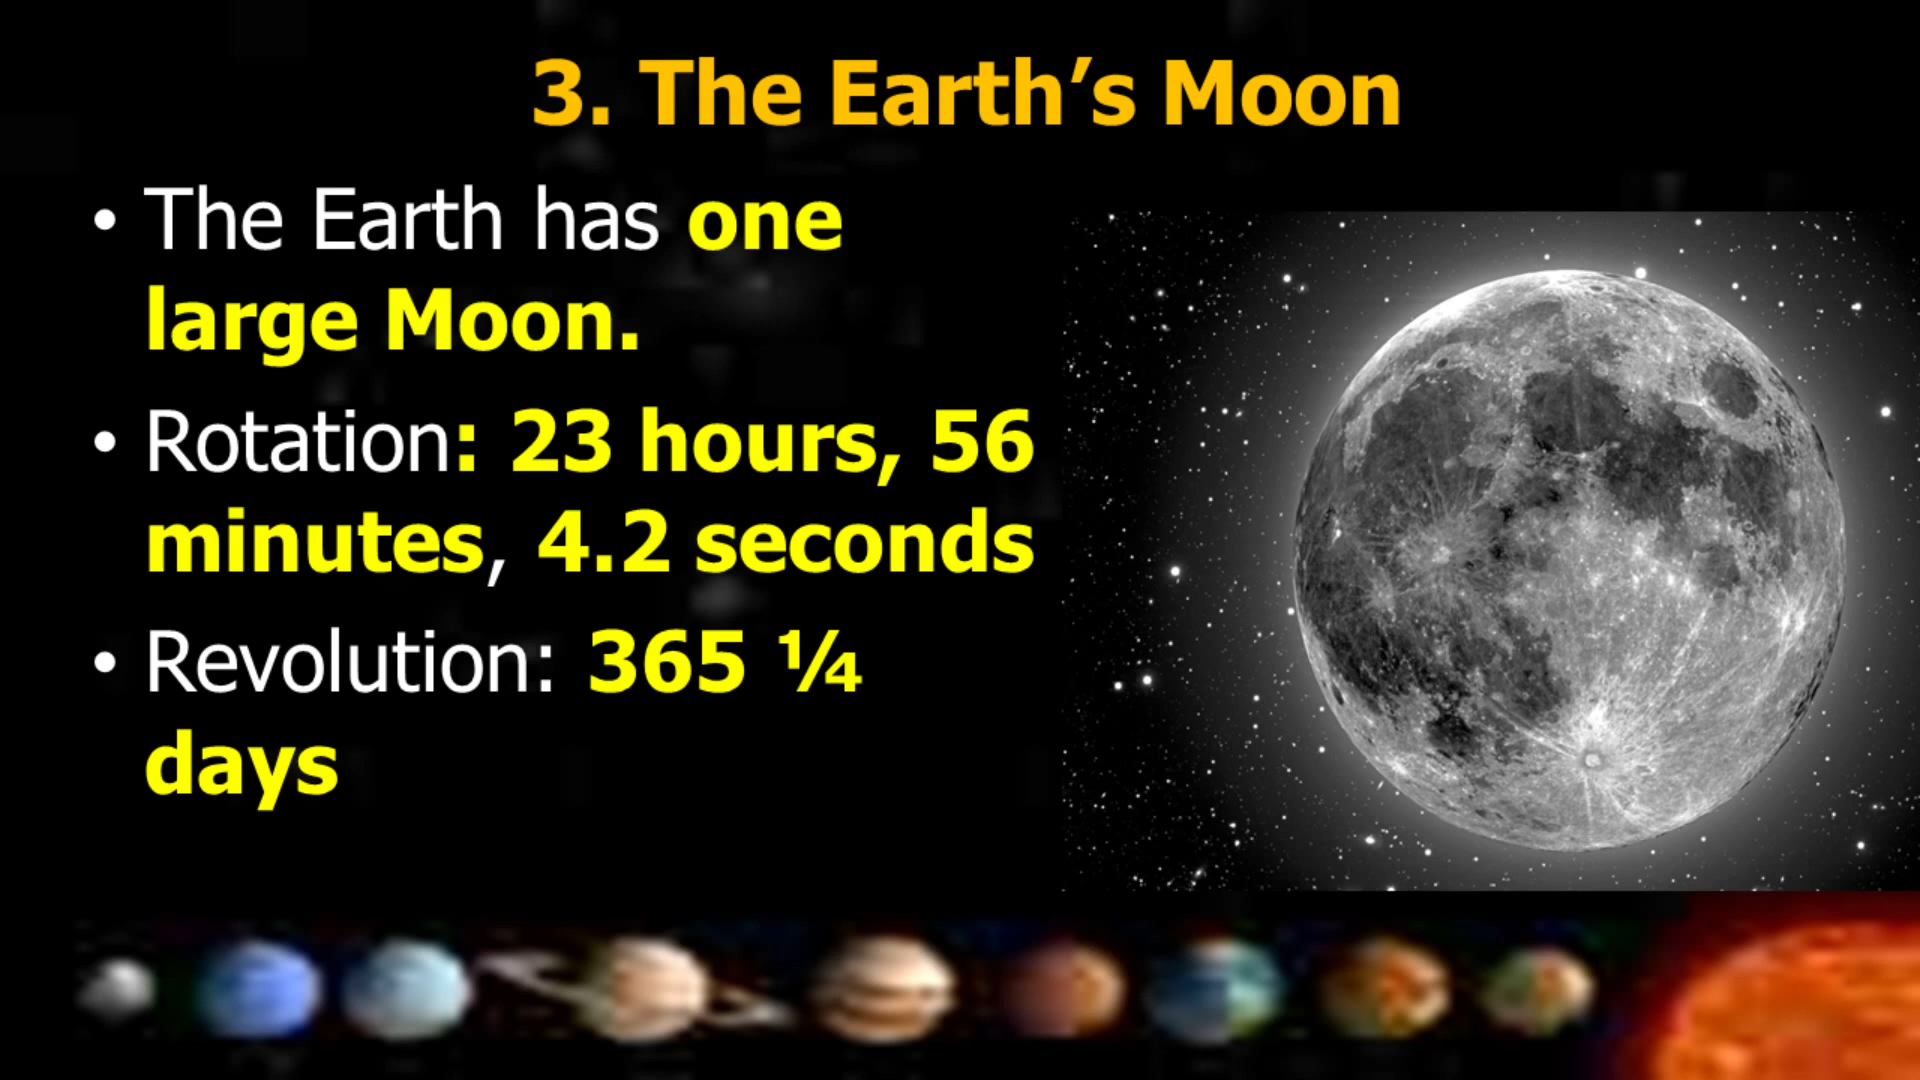 3. The Earth’s Moon
• The Earth has one
large Moon.
• Rotation: 23 hours, 56
minutes, 4.2 seconds
• Revolution: 365 ¼
days